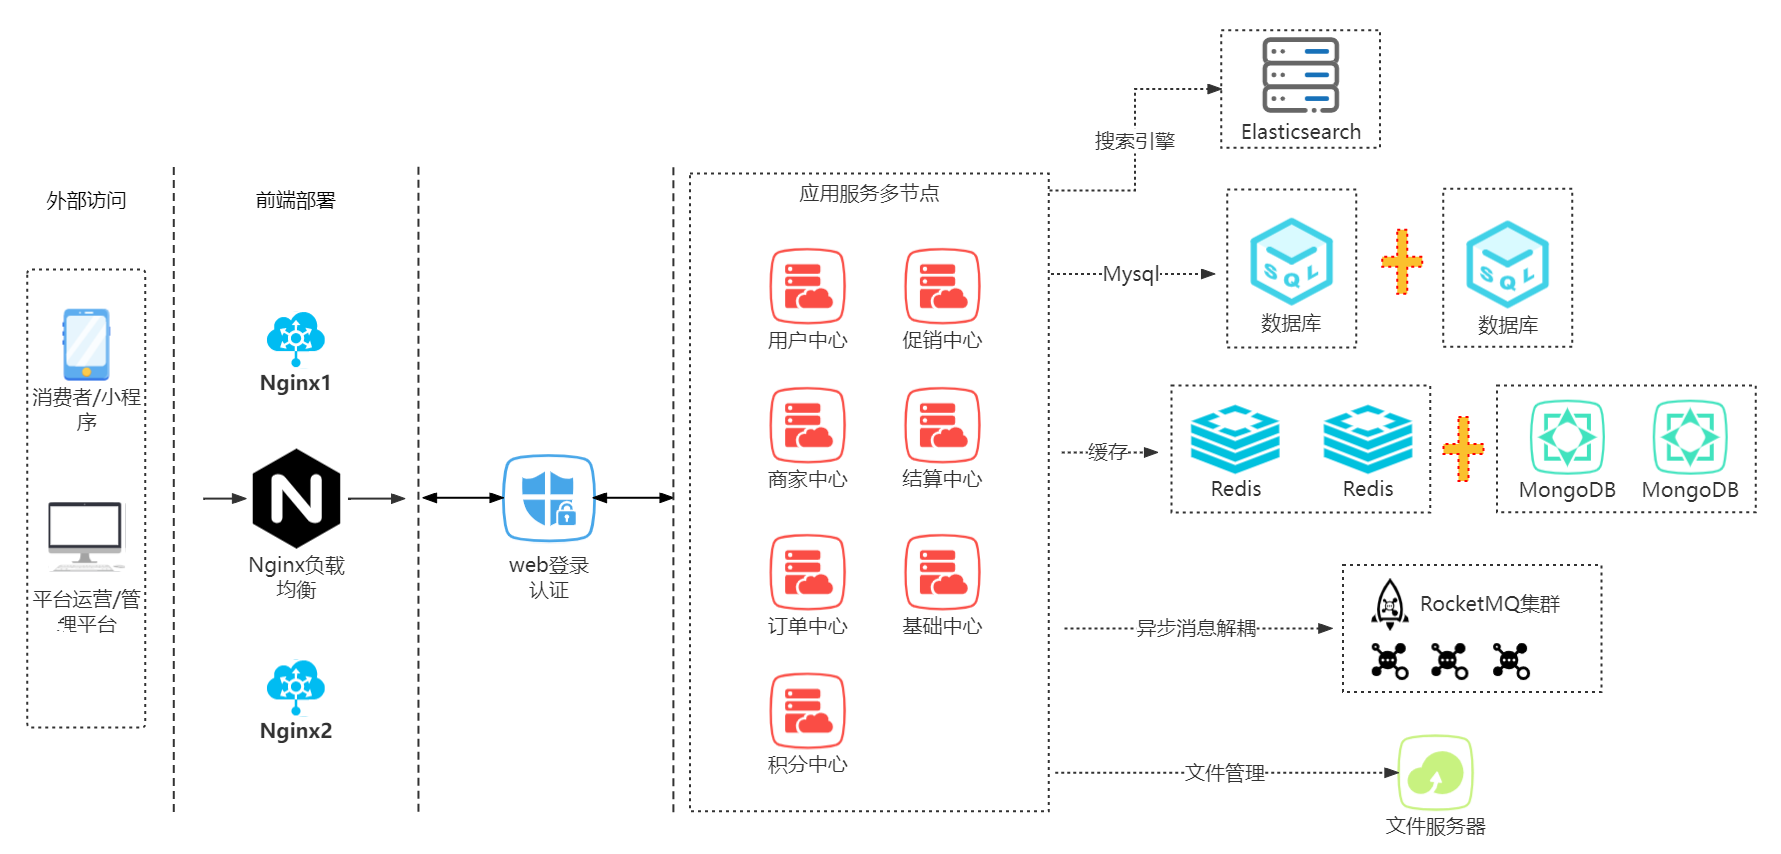 外部访问
消费者/小程
序
平台运营/管
理平台
前端部署
Nginx1
Nginx负载
均衡
Nginx2
web登录
认证
应用服务多节点
用户中心
促销中心
商家中心
结算中心
订单中心
基础中心
积分中心
搜索引擎
Elasticsearch
Mysql
SQL
数据库
SQL
数据库
缓存
Redis
Redis
MongoDB
MongoDB
异步消息解耦
RocketMQ集群
文件管理
文件服务器